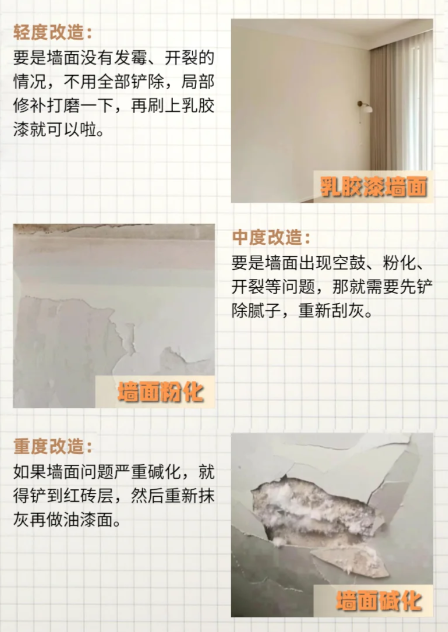 轻度改造：
要是墙面没有发霉、开裂的
情况，不用全部铲除，局部
修补打磨一下，再刷上乳胶
漆就可以啦。
乳胶漆墙面
中度改造：
要是墙面出现空鼓、粉化、
开裂等问题，那就需要先铲
除腻子，重新刮灰。
墙面粉化
重度改造：
如果墙面问题严重碱化，就
得铲到红砖层，然后重新抹
灰再做油漆面。
墙面碱化